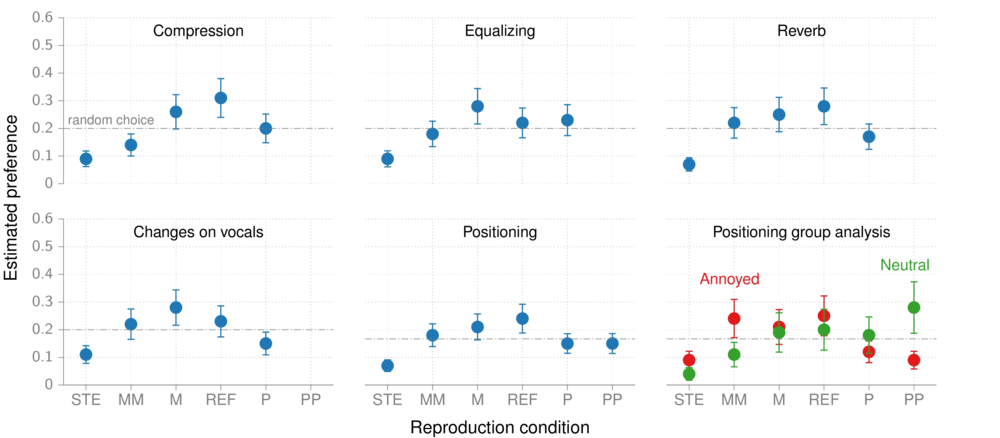 Compression
Equalizing
Reverb
0.6
0.5
0.4
0.3
0.2
0.1
0
random choice
Estimated preference
Changes on vocals
Positioning
Positioning group analysis
0.6
0.5
0.4
0.3
0.2
0.1
0
Annoyed
Neutral
STE MM M REF P PP
STE MM M REF P PP
STE MM M REF P PP
Reproduction condition